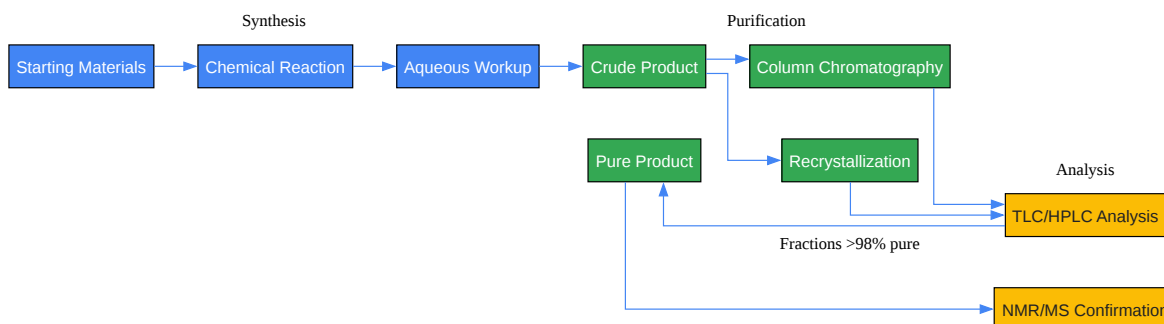 Synthesis
Purification
Starting Materials
Chemical Reaction
Aqueous Workup
Crude Product
Column Chromatography
Pure Product
Recrystallization
Analysis
TLC/HPLC Analysis
Fractions >98% pure
NMR/MS Confirmation